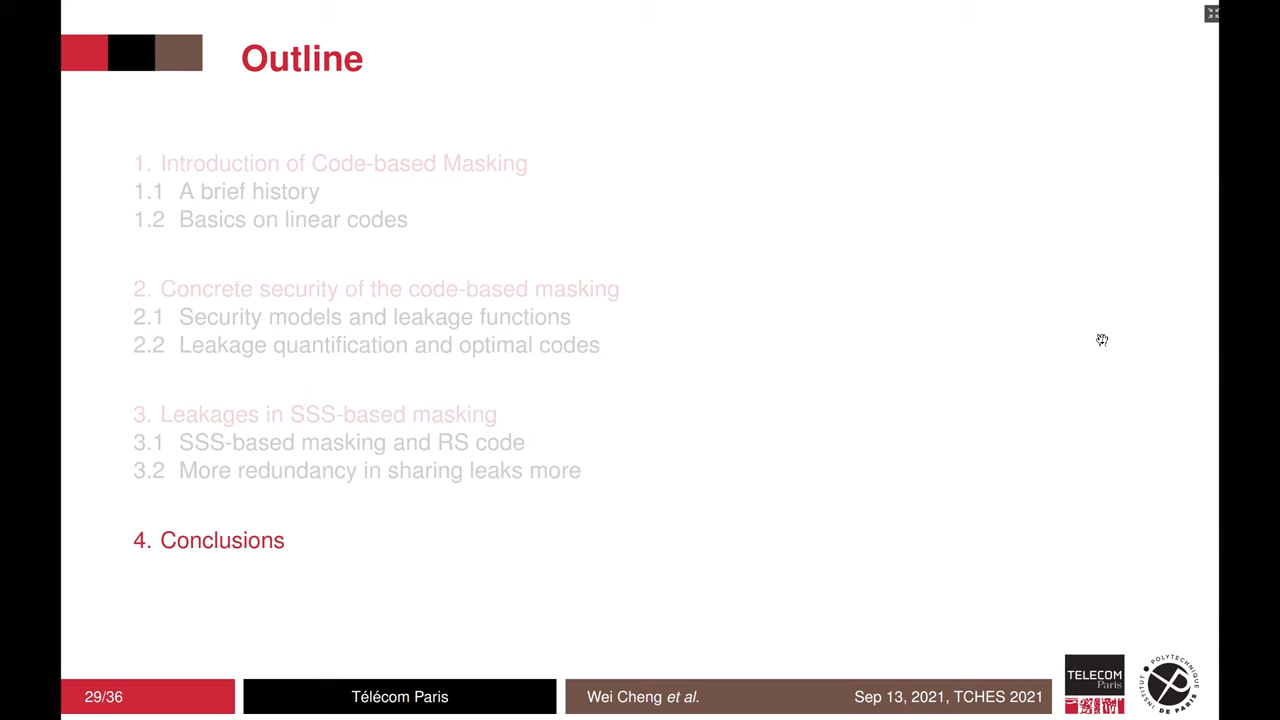 Outline
1. Introduction of Code-based Masking
1.1 A brief history
1.2 Basics on linear codes
2. Concrete security of the code-based masking
2.1 Security models and leakage functions
2.2 Leakage quantification and optimal codes
3. Leakages in SSS-based masking
3.1 SSS-based masking and RS code
3.2 More redundancy in sharing leaks more
4. Conclusions
29/36
Télécom Paris
Wei Cheng et al.
Sep 13, 2021, TCHES 2021
TELECOM
Paris
INSTITUT POLYTECHNIQUE DE PARIS